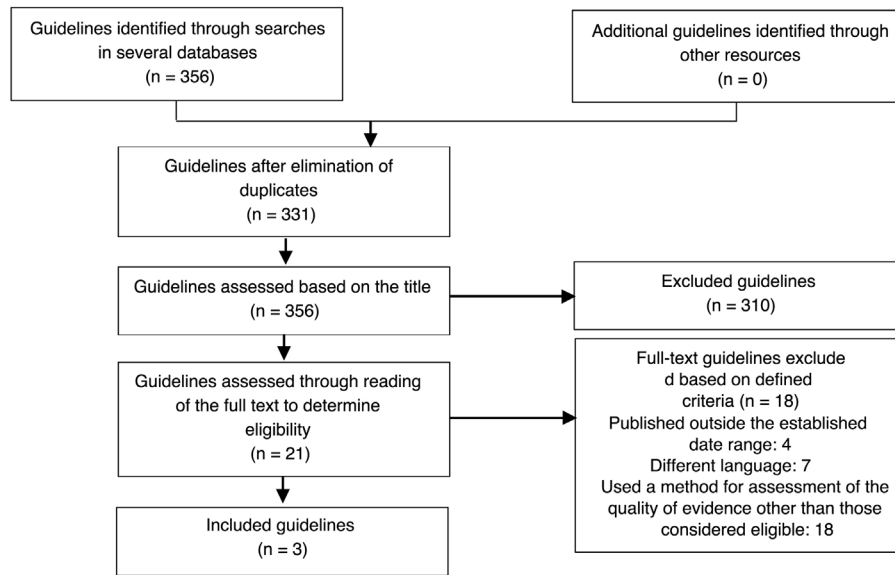 Guidelines identified through searches
in several databases
(n = 356)
Additional guidelines identified through
other resources
(n = 0)
Guidelines after elimination of
duplicates
(n = 331)
Guidelines assessed based on the title
(n = 356)
Excluded guidelines
(n = 310)
Guidelines assessed through reading
of the full text to determine
eligibility
(n = 21)
Full-text guidelines exclude
d based on defined
criteria (n = 18)
Published outside the established
date range: 4
Different language: 7
Used a method for assessment of the
quality of evidence other than those
considered eligible: 18
Included guidelines
(n = 3)